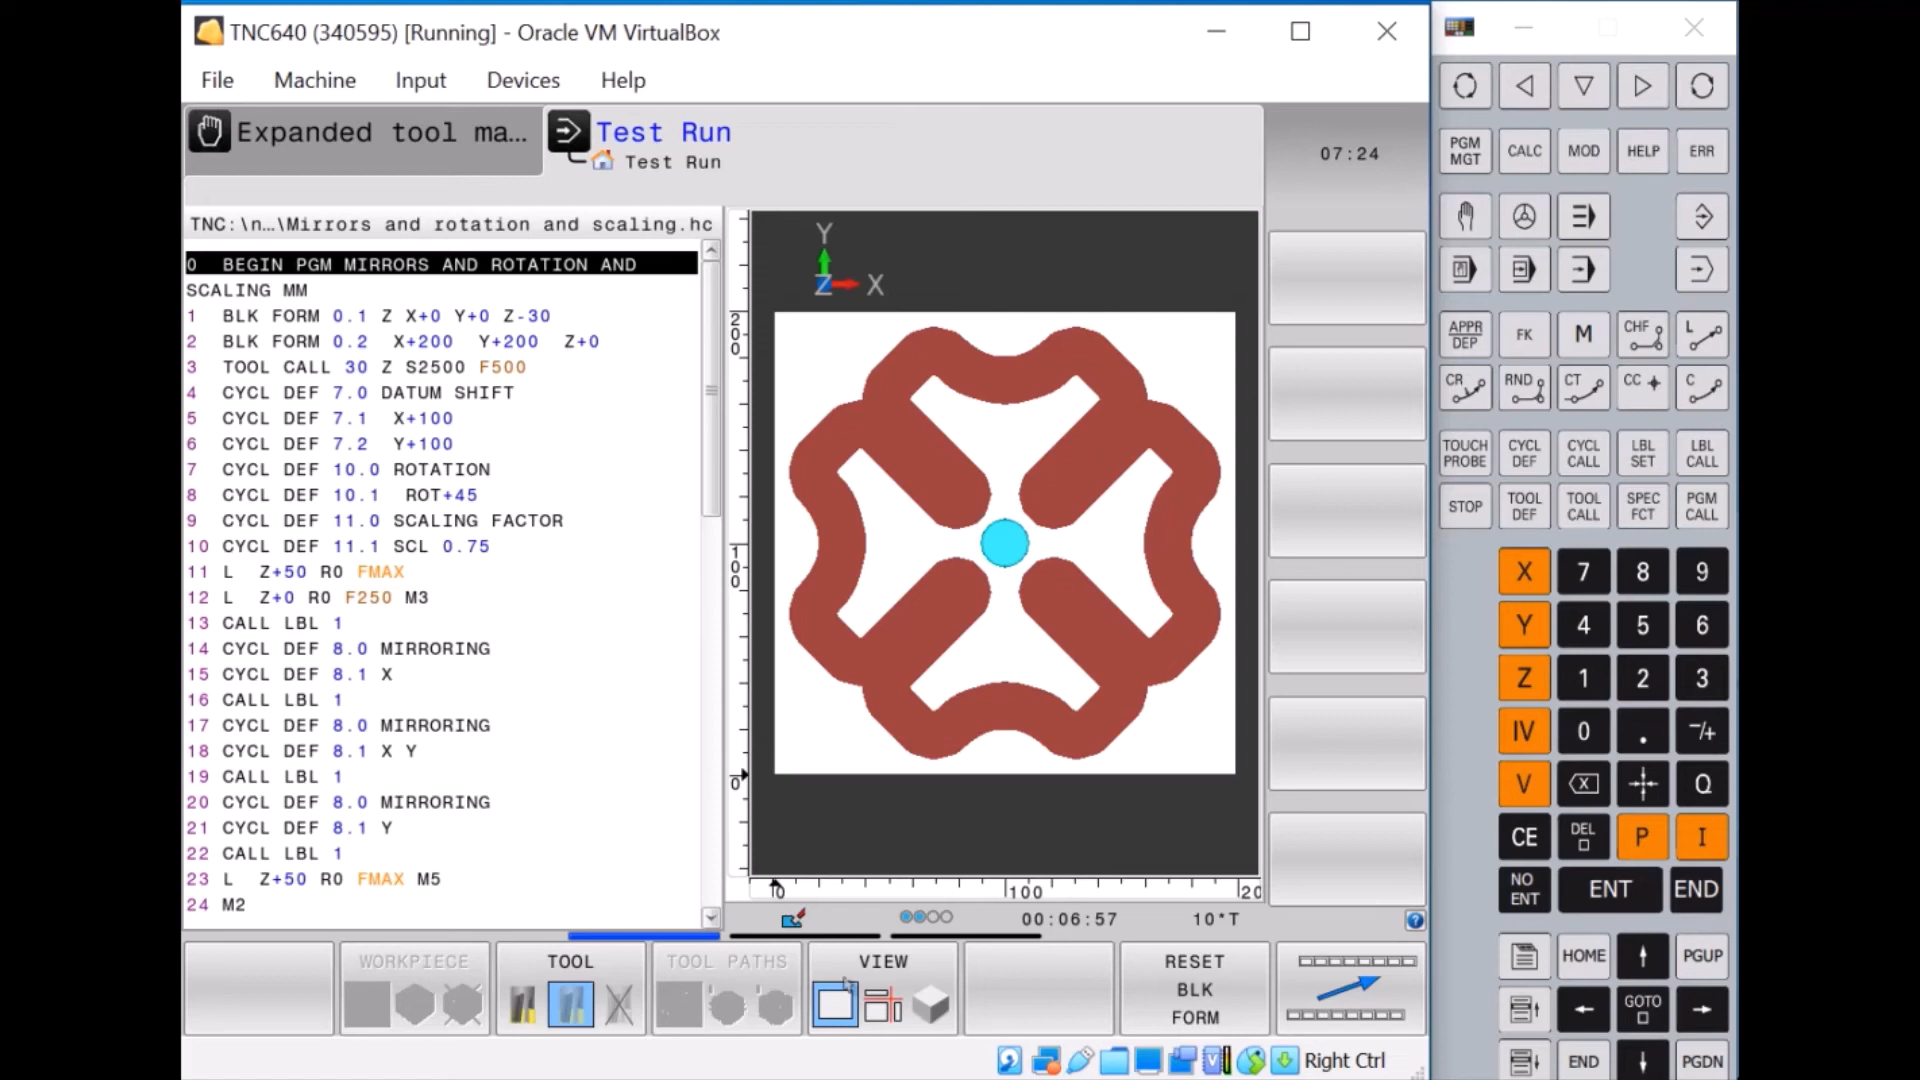 TNC640 (340595) [Running] - Oracle VM VirtualBox
File Machine Input Devices Help
Expanded tool ma...
Test Run
Test Run
07:24
TNC:\n…\Mirrors and rotation and scaling.hc
0 BEGIN PGM MIRRORS AND ROTATION AND
SCALING MM
1 BLK FORM 0.1 Z X+0 Y+0 Z-30
2 BLK FORM 0.2 X+200 Y+200 Z+0
3 TOOL CALL 30 Z S2500 F500
4 CYCL DEF 7.0 DATUM SHIFT
5 CYCL DEF 7.1 X+100
6 CYCL DEF 7.2 Y+100
7 CYCL DEF 10.0 ROTATION
8 CYCL DEF 10.1 ROT+45
9 CYCL DEF 11.0 SCALING FACTOR
10 CYCL DEF 11.1 SCL 0.75
11 L Z+50 R0 FMAX
12 L Z+0 R0 F250 M3
13 CALL LBL 1
14 CYCL DEF 8.0 MIRRORING
15 CYCL DEF 8.1 X
16 CALL LBL 1
17 CYCL DEF 8.0 MIRRORING
18 CYCL DEF 8.1 X Y
19 CALL LBL 1
20 CYCL DEF 8.0 MIRRORING
21 CYCL DEF 8.1 Y
22 CALL LBL 1
23 L Z+50 R0 FMAX M5
24 M2
Y
Z X
200
100
0
0 100 20
00:06:57 10*T
WORKPIECE
TOOL
TOOL PATHS
VIEW
RESET
BLK
FORM
Right Ctrl
PGM MGT CALC MOD HELP ERR
APPR DEP FK M CHF L
CR RND CT CC C
TOUCH PROBE CYCL DEF CYCL CALL LBL SET LBL CALL
STOP TOOL DEF TOOL CALL SPEC FCT PGM CALL
X 7 8 9
Y 4 5 6
Z 1 2 3
IV 0 . -/+
V X Q
CE DEL P I
NO ENT ENT END
HOME PGUP
GOTO
END PGDN